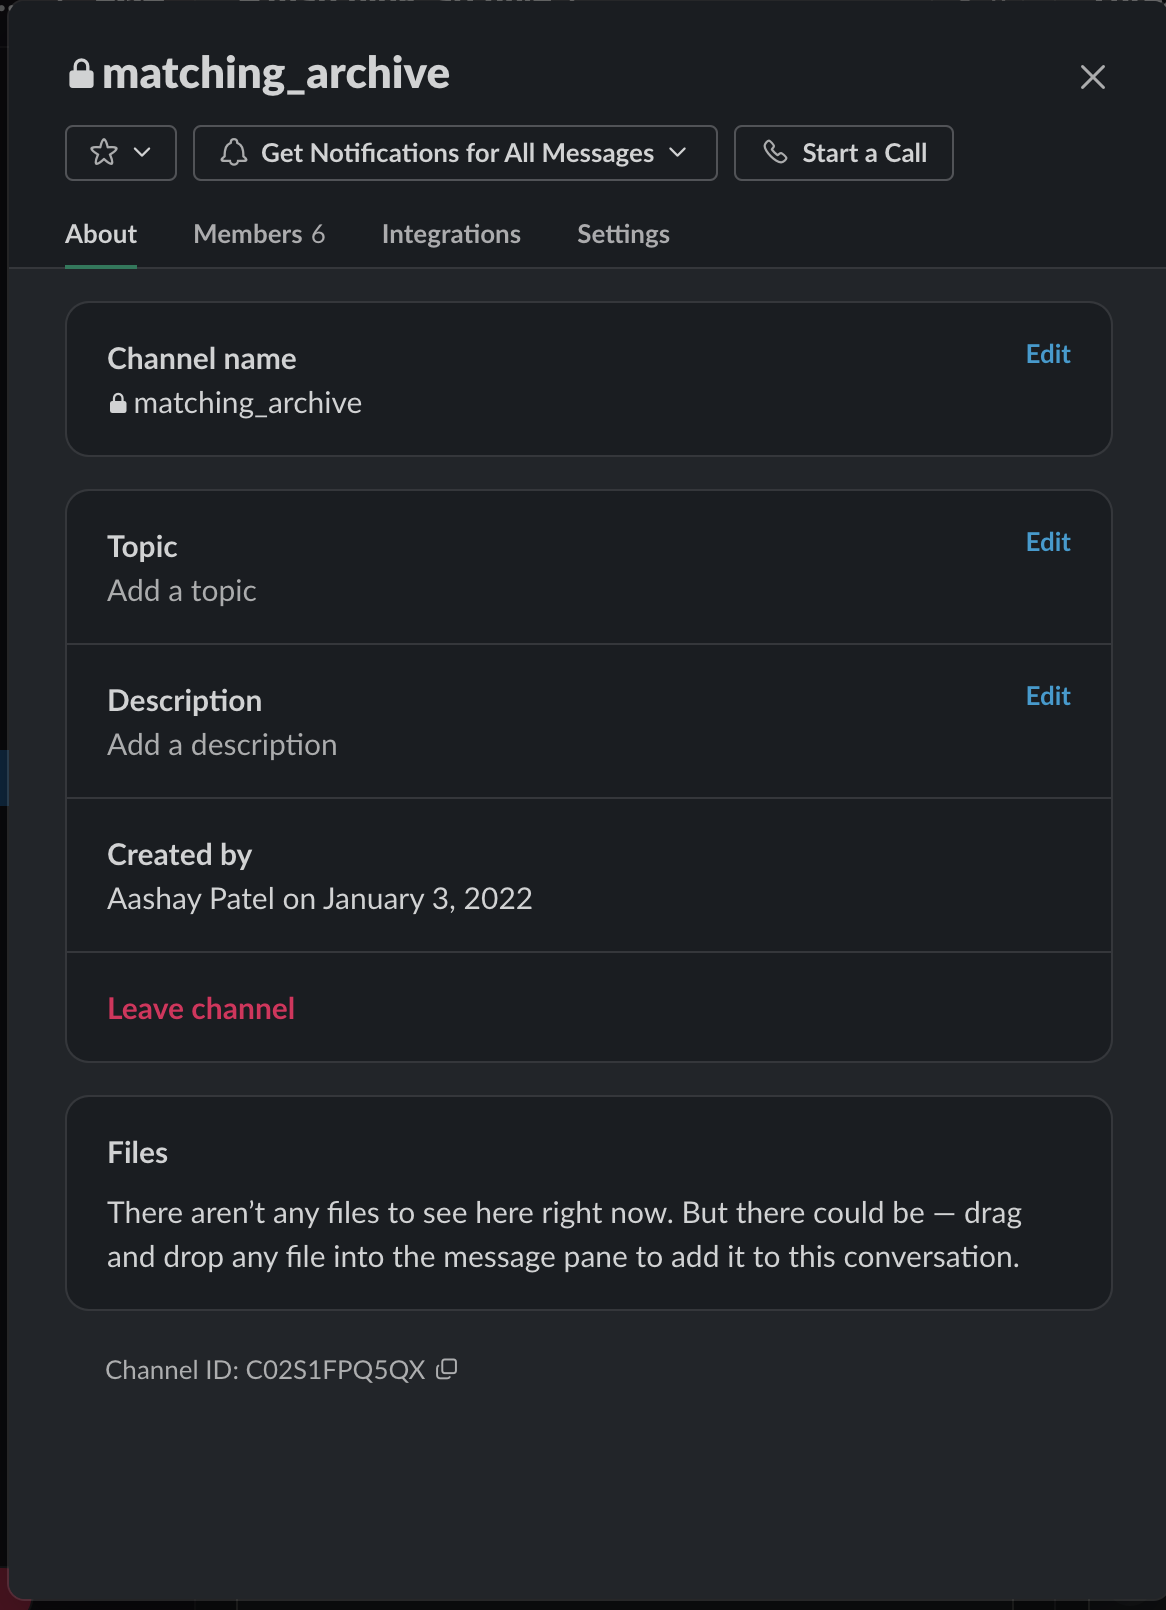 matching_archive
Get Notifications for All Messages
Start a Call
About
Members 6
Integrations
Settings
Channel name
Edit
matching_archive
Topic
Edit
Add a topic
Description
Edit
Add a description
Created by
Aashay Patel on January 3, 2022
Leave channel
Files
There aren’t any files to see here right now. But there could be — drag
and drop any file into the message pane to add it to this conversation.
Channel ID: C02S1FPQ5QX